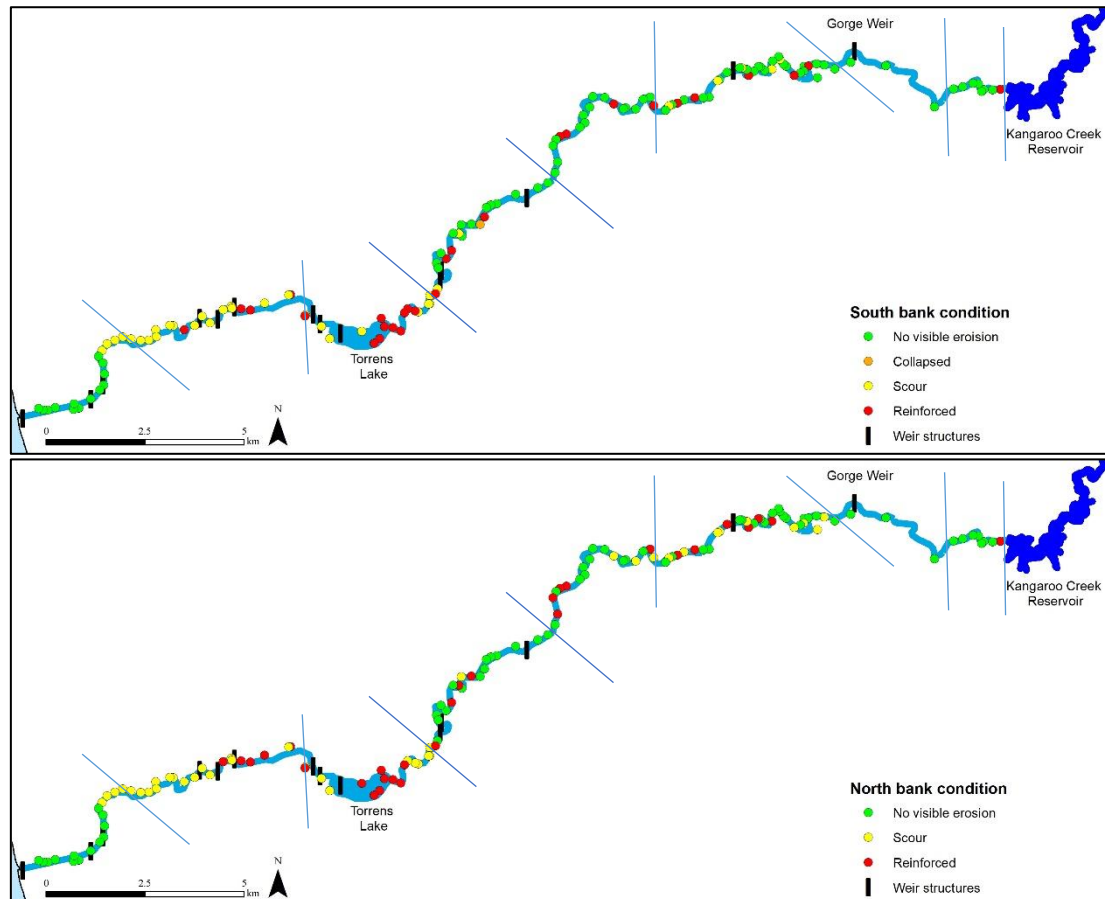 Gorge Weir
Kangaroo Creek
Reservoir
Torrens
Lake
South bank condition
No visible eroision
Collapsed
Scour
Reinforced
Weir structures
N
0
2.5
5
km
Gorge Weir
Kangaroo Creek
Reservoir
Torrens
Lake
North bank condition
No visible erosion
Scour
Reinforced
Weir structures
N
0
2.5
5
km